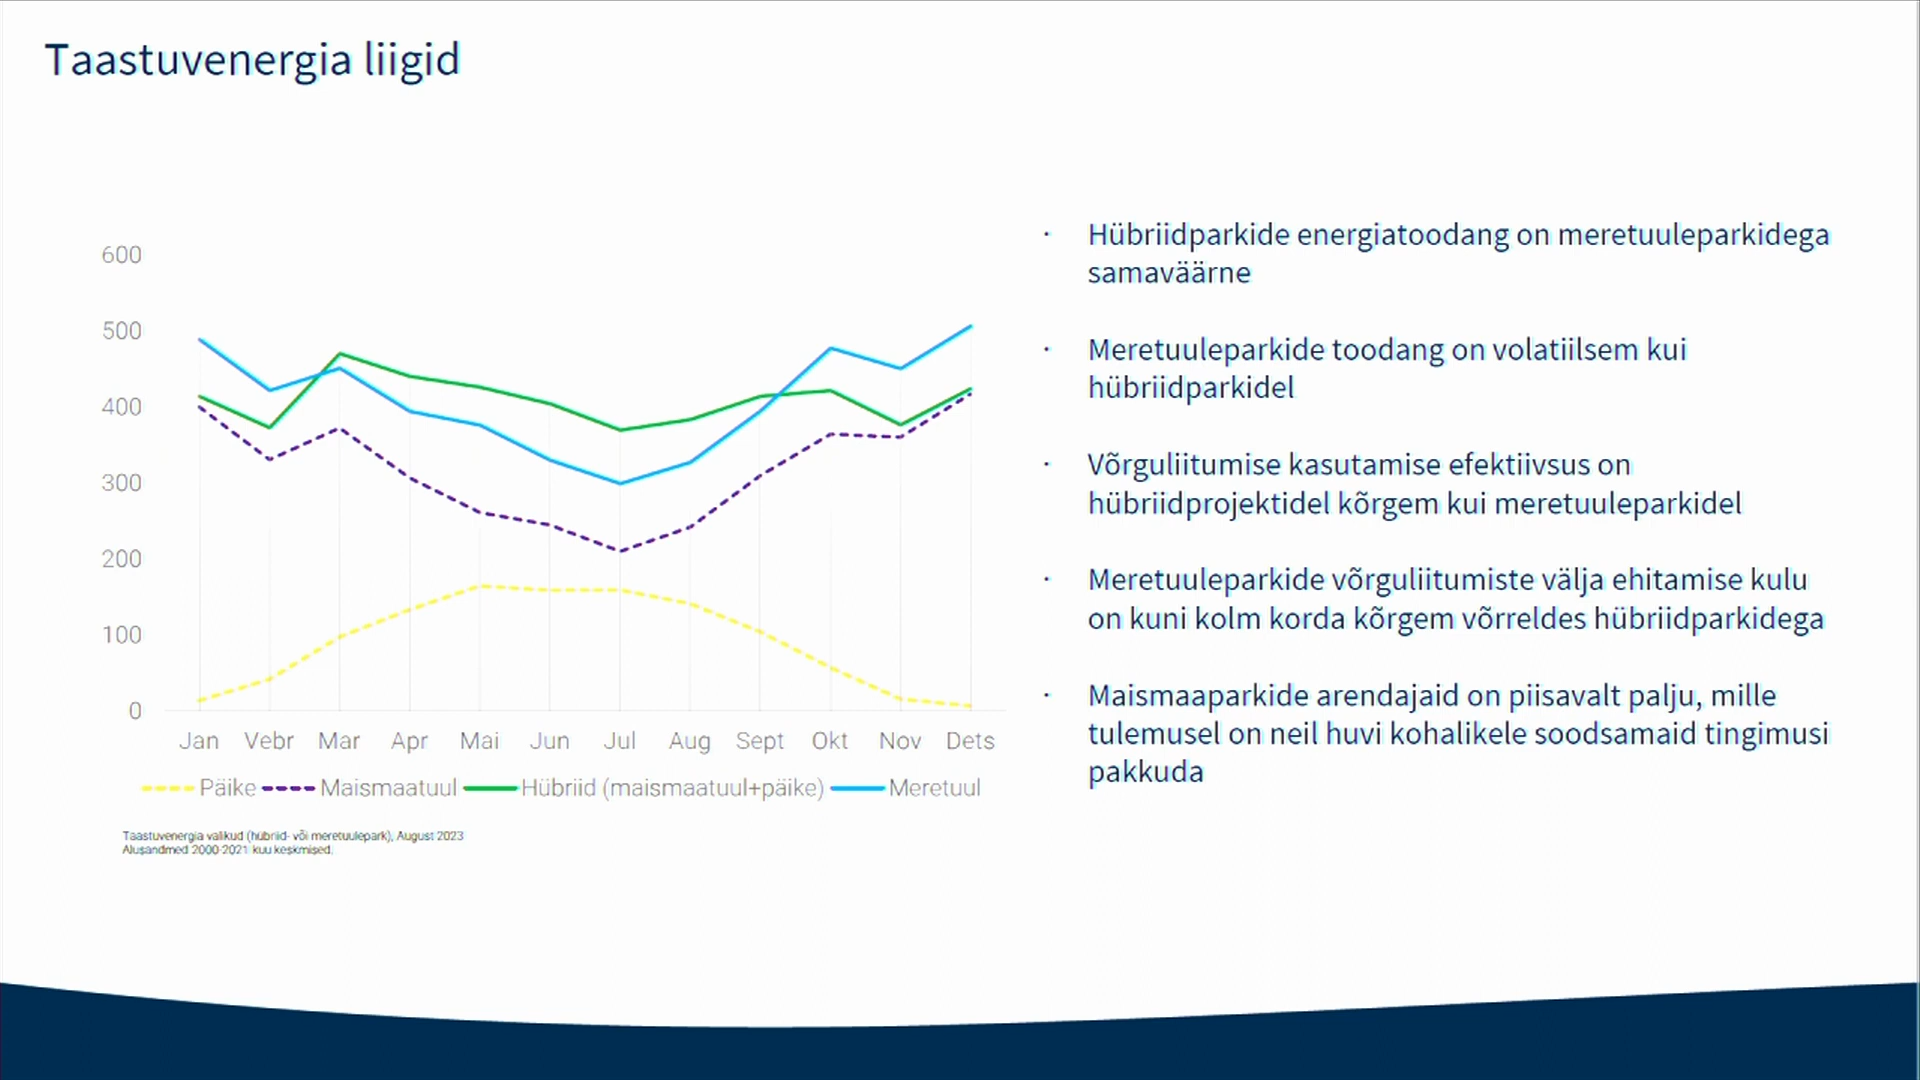 Taastuvenergia liigid
600
500
400
300
200
100
0
Jan Vebr Mar Apr Mai Jun Jul Aug Sept Okt Nov Dets
Päike Maismaatuul Hübriid (maismaatuul+päike) Meretuul
Taastuvenergia valikud (hübriid- või meretuulepark), August 2023
Alusandmed 2000-2021 kuu keskmised.
· Hübriidparkide energiatoodang on meretuuleparkidega
samaväärne
· Meretuuleparkide toodang on volatiilsem kui
hübriidparkidel
· Võrguliitumise kasutamise efektiivsus on
hübriidprojektidel kõrgem kui meretuuleparkidel
· Meretuuleparkide võrguliitumiste välja ehitamise kulu
on kuni kolm korda kõrgem võrreldes hübriidparkidega
· Maismaaparkide arendajaid on piisavalt palju, mille
tulemusel on neil huvi kohalikele soodsamaid tingimusi
pakkuda